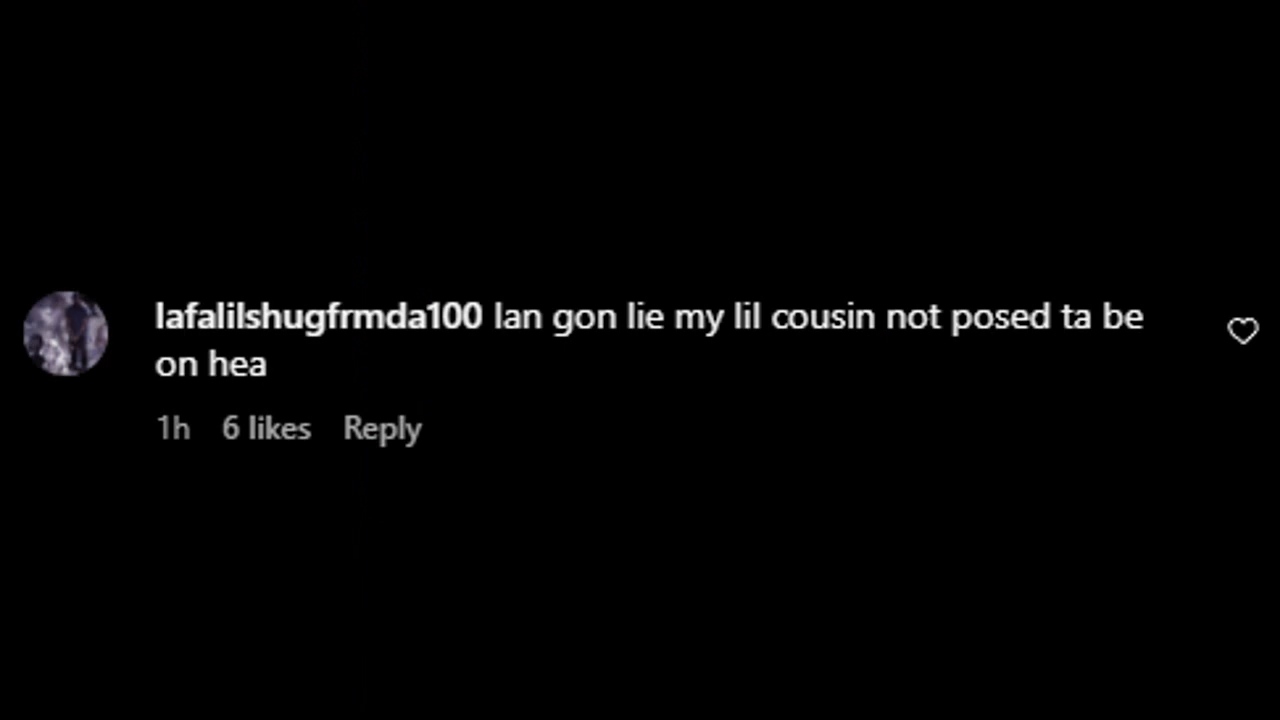 lafalilshugfrmda100 Ian gon lie my lil cousin not posed ta be
on hea
1h 6 likes Reply